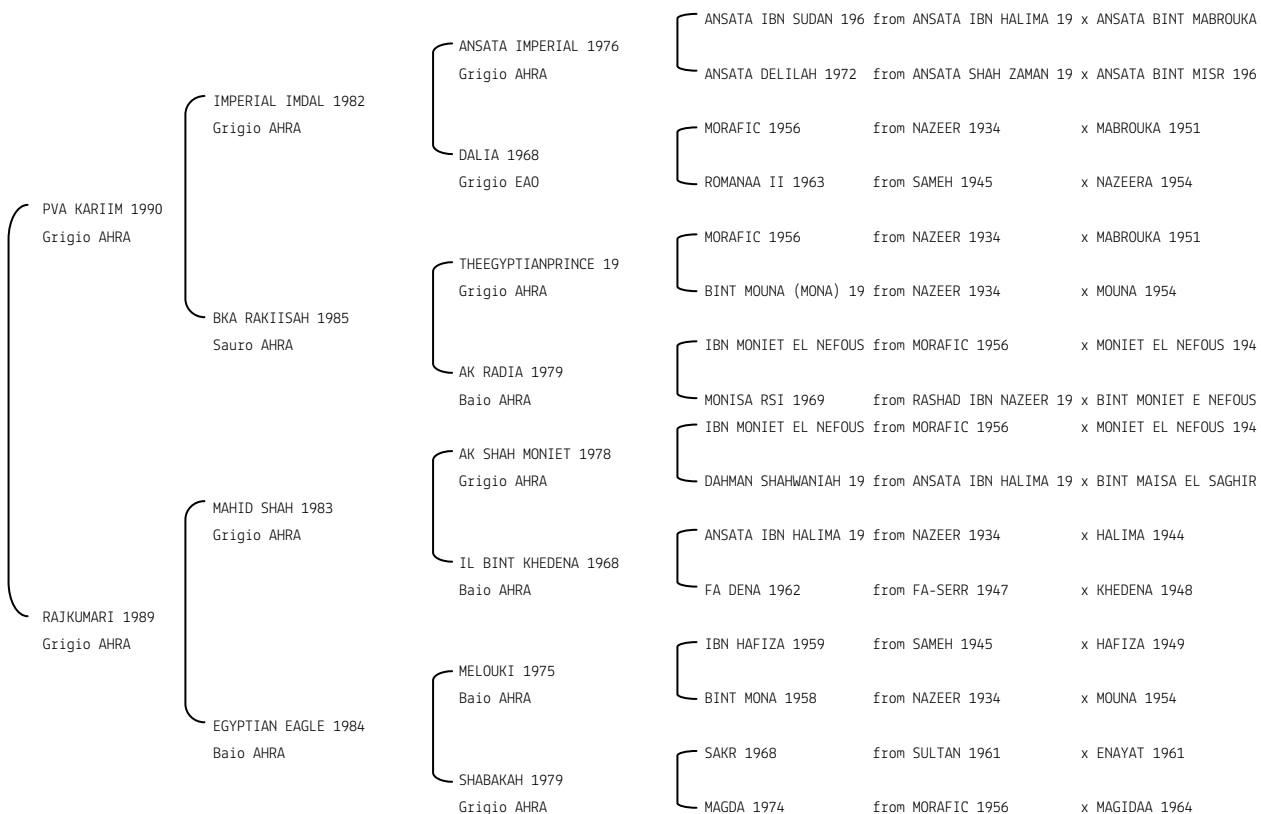 ANSATA IBN SUDAN 196 from ANSATA IBN HALIMA 19 x ANSATA BINT MABROUKA
ANSATA IMPERIAL 1976
Grigio AHRA
ANSATA DELILAH 1972 from ANSATA SHAH ZAMAN 19 x ANSATA BINT MISR 196
IMPERIAL IMDAL 1982
Grigio AHRA
MORAFIC 1956 from NAZEER 1934 x MABROUKA 1951
DALIA 1968
Grigio EAO
ROMANAA II 1963 from SAMEH 1945 x NAZEERA 1954
PVA KARIIM 1990
Grigio AHRA
MORAFIC 1956 from NAZEER 1934 x MABROUKA 1951
THEEGYPTIANPRINCE 19
Grigio AHRA
BINT MOUNA (MONA) 19 from NAZEER 1934 x MOUNA 1954
BKA RAKIISAH 1985
Sauro AHRA
IBN MONIET EL NEFOUS from MORAFIC 1956 x MONIET EL NEFOUS 194
AK RADIA 1979
Baio AHRA
MONISA RSI 1969 from RASHAD IBN NAZEER 19 x BINT MONIET E NEFOUS
IBN MONIET EL NEFOUS from MORAFIC 1956 x MONIET EL NEFOUS 194
AK SHAH MONIET 1978
Grigio AHRA
DAHMAN SHAHWANIAH 19 from ANSATA IBN HALIMA 19 x BINT MAISA EL SAGHIR
MAHID SHAH 1983
Grigio AHRA
ANSATA IBN HALIMA 19 from NAZEER 1934 x HALIMA 1944
IL BINT KHEDENA 1968
Baio AHRA
FA DENA 1962 from FA-SERR 1947 x KHEDENA 1948
RAJKUMARI 1989
Grigio AHRA
IBN HAFIZA 1959 from SAMEH 1945 x HAFIZA 1949
MELOUKI 1975
Baio AHRA
BINT MONA 1958 from NAZEER 1934 x MOUNA 1954
EGYPTIAN EAGLE 1984
Baio AHRA
SAKR 1968 from SULTAN 1961 x ENAYAT 1961
SHABAKAH 1979
Grigio AHRA
MAGDA 1974 from MORAFIC 1956 x MAGIDAA 1964